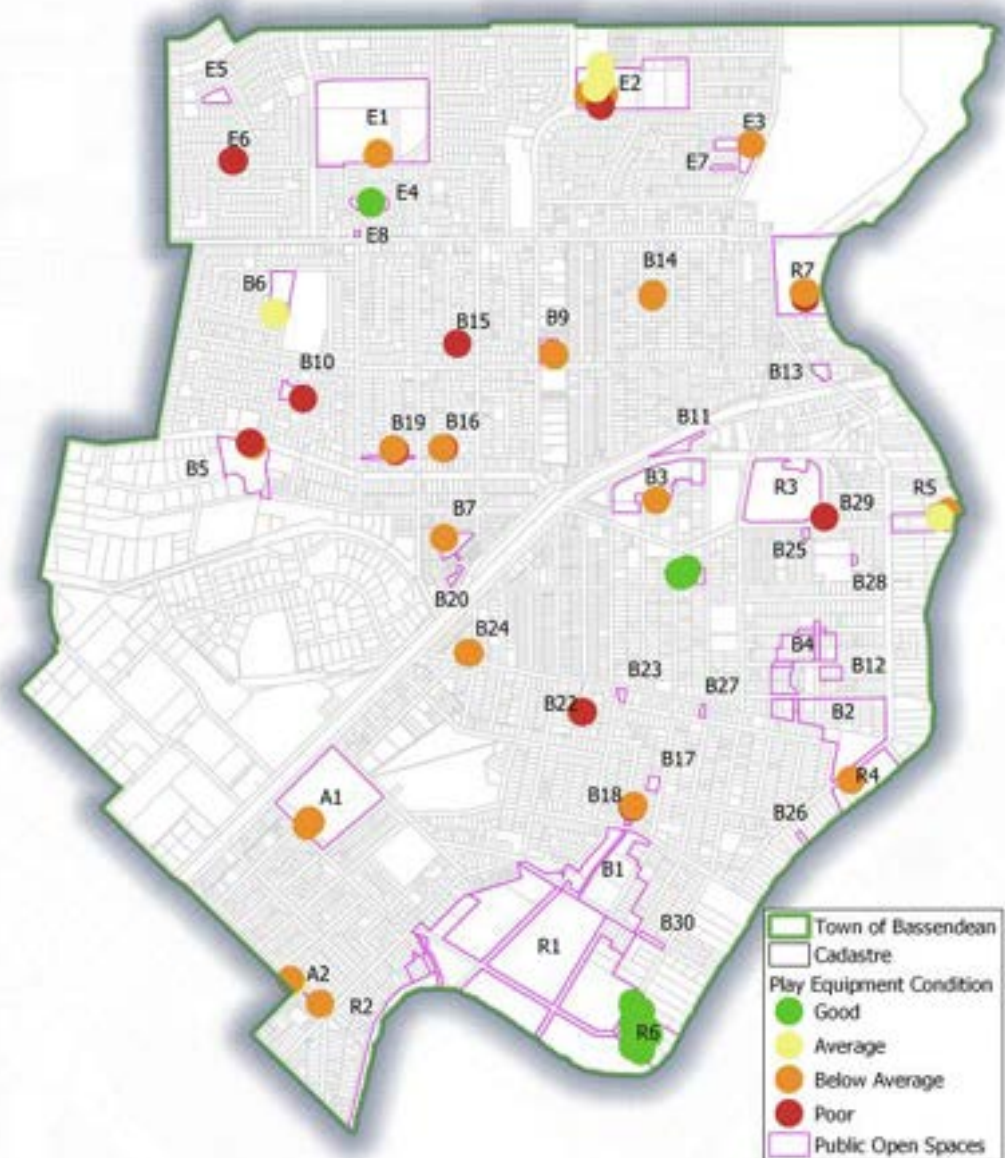 E5
E2
E1
E3
E6
E7
E4
E8
B14
R7
B6
B15
B9
B13
B10
B11
B19
B16
B5
B3
R3
R5
B29
B7
B25
B28
B20
B24
B4
B23
B12
B27
B22
B2
B17
R4
A1
B18
B26
B1
B30
R1
A2
R2
R6
Town of Bassendean
Cadastre
Play Equipment Condition
Good
Average
Below Average
Poor
Public Open Spaces